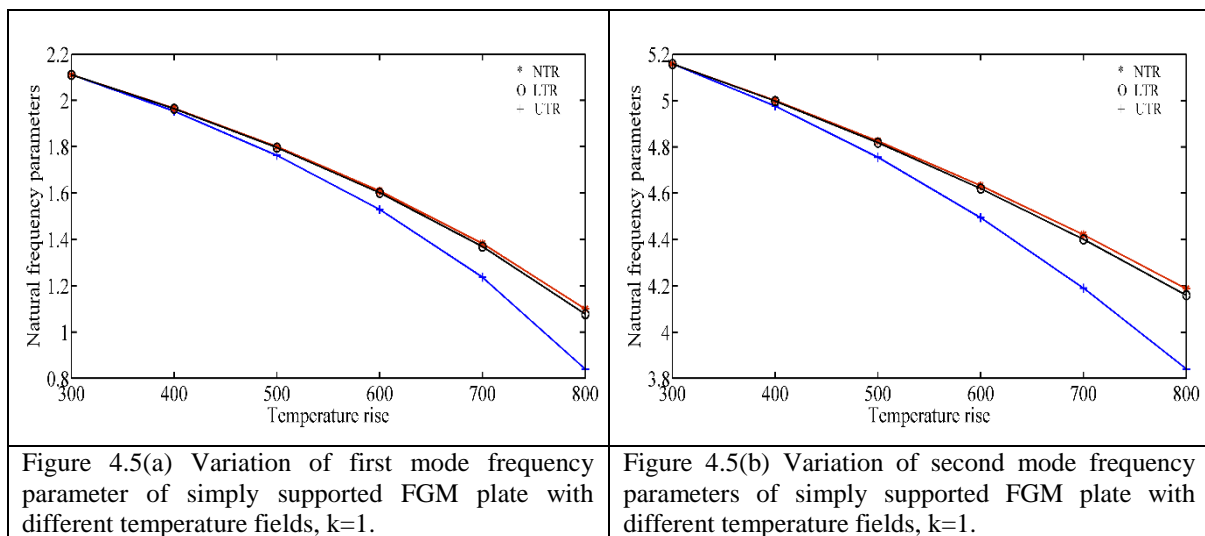 2.2
2
1.8
1.6
1.4
1.2
1
0.8
Natural frequency parameters
* NTR
O LTR
+ UTR
300 400 500 600 700 800
Temperature rise
Figure 4.5(a) Variation of first mode frequency
parameter of simply supported FGM plate with
different temperature fields, k=1.
5.2
5
4.8
4.6
4.4
4.2
4
3.8
Natural frequency parameters
* NTR
O LTR
+ UTR
300 400 500 600 700 800
Temperature rise
Figure 4.5(b) Variation of second mode frequency
parameters of simply supported FGM plate with
different temperature fields, k=1.